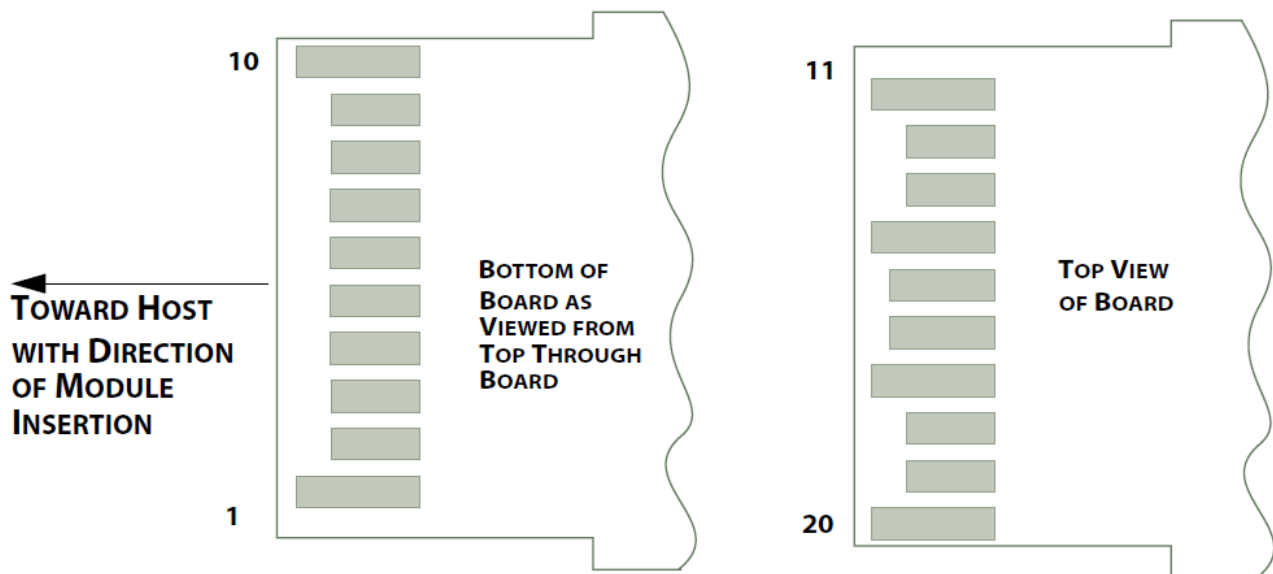 10
1
TOWARD HOST
WITH DIRECTION
OF MODULE
INSERTION
BOTTOM OF
BOARD AS
VIEWED FROM
TOP THROUGH
BOARD
11
20
TOP VIEW
OF BOARD